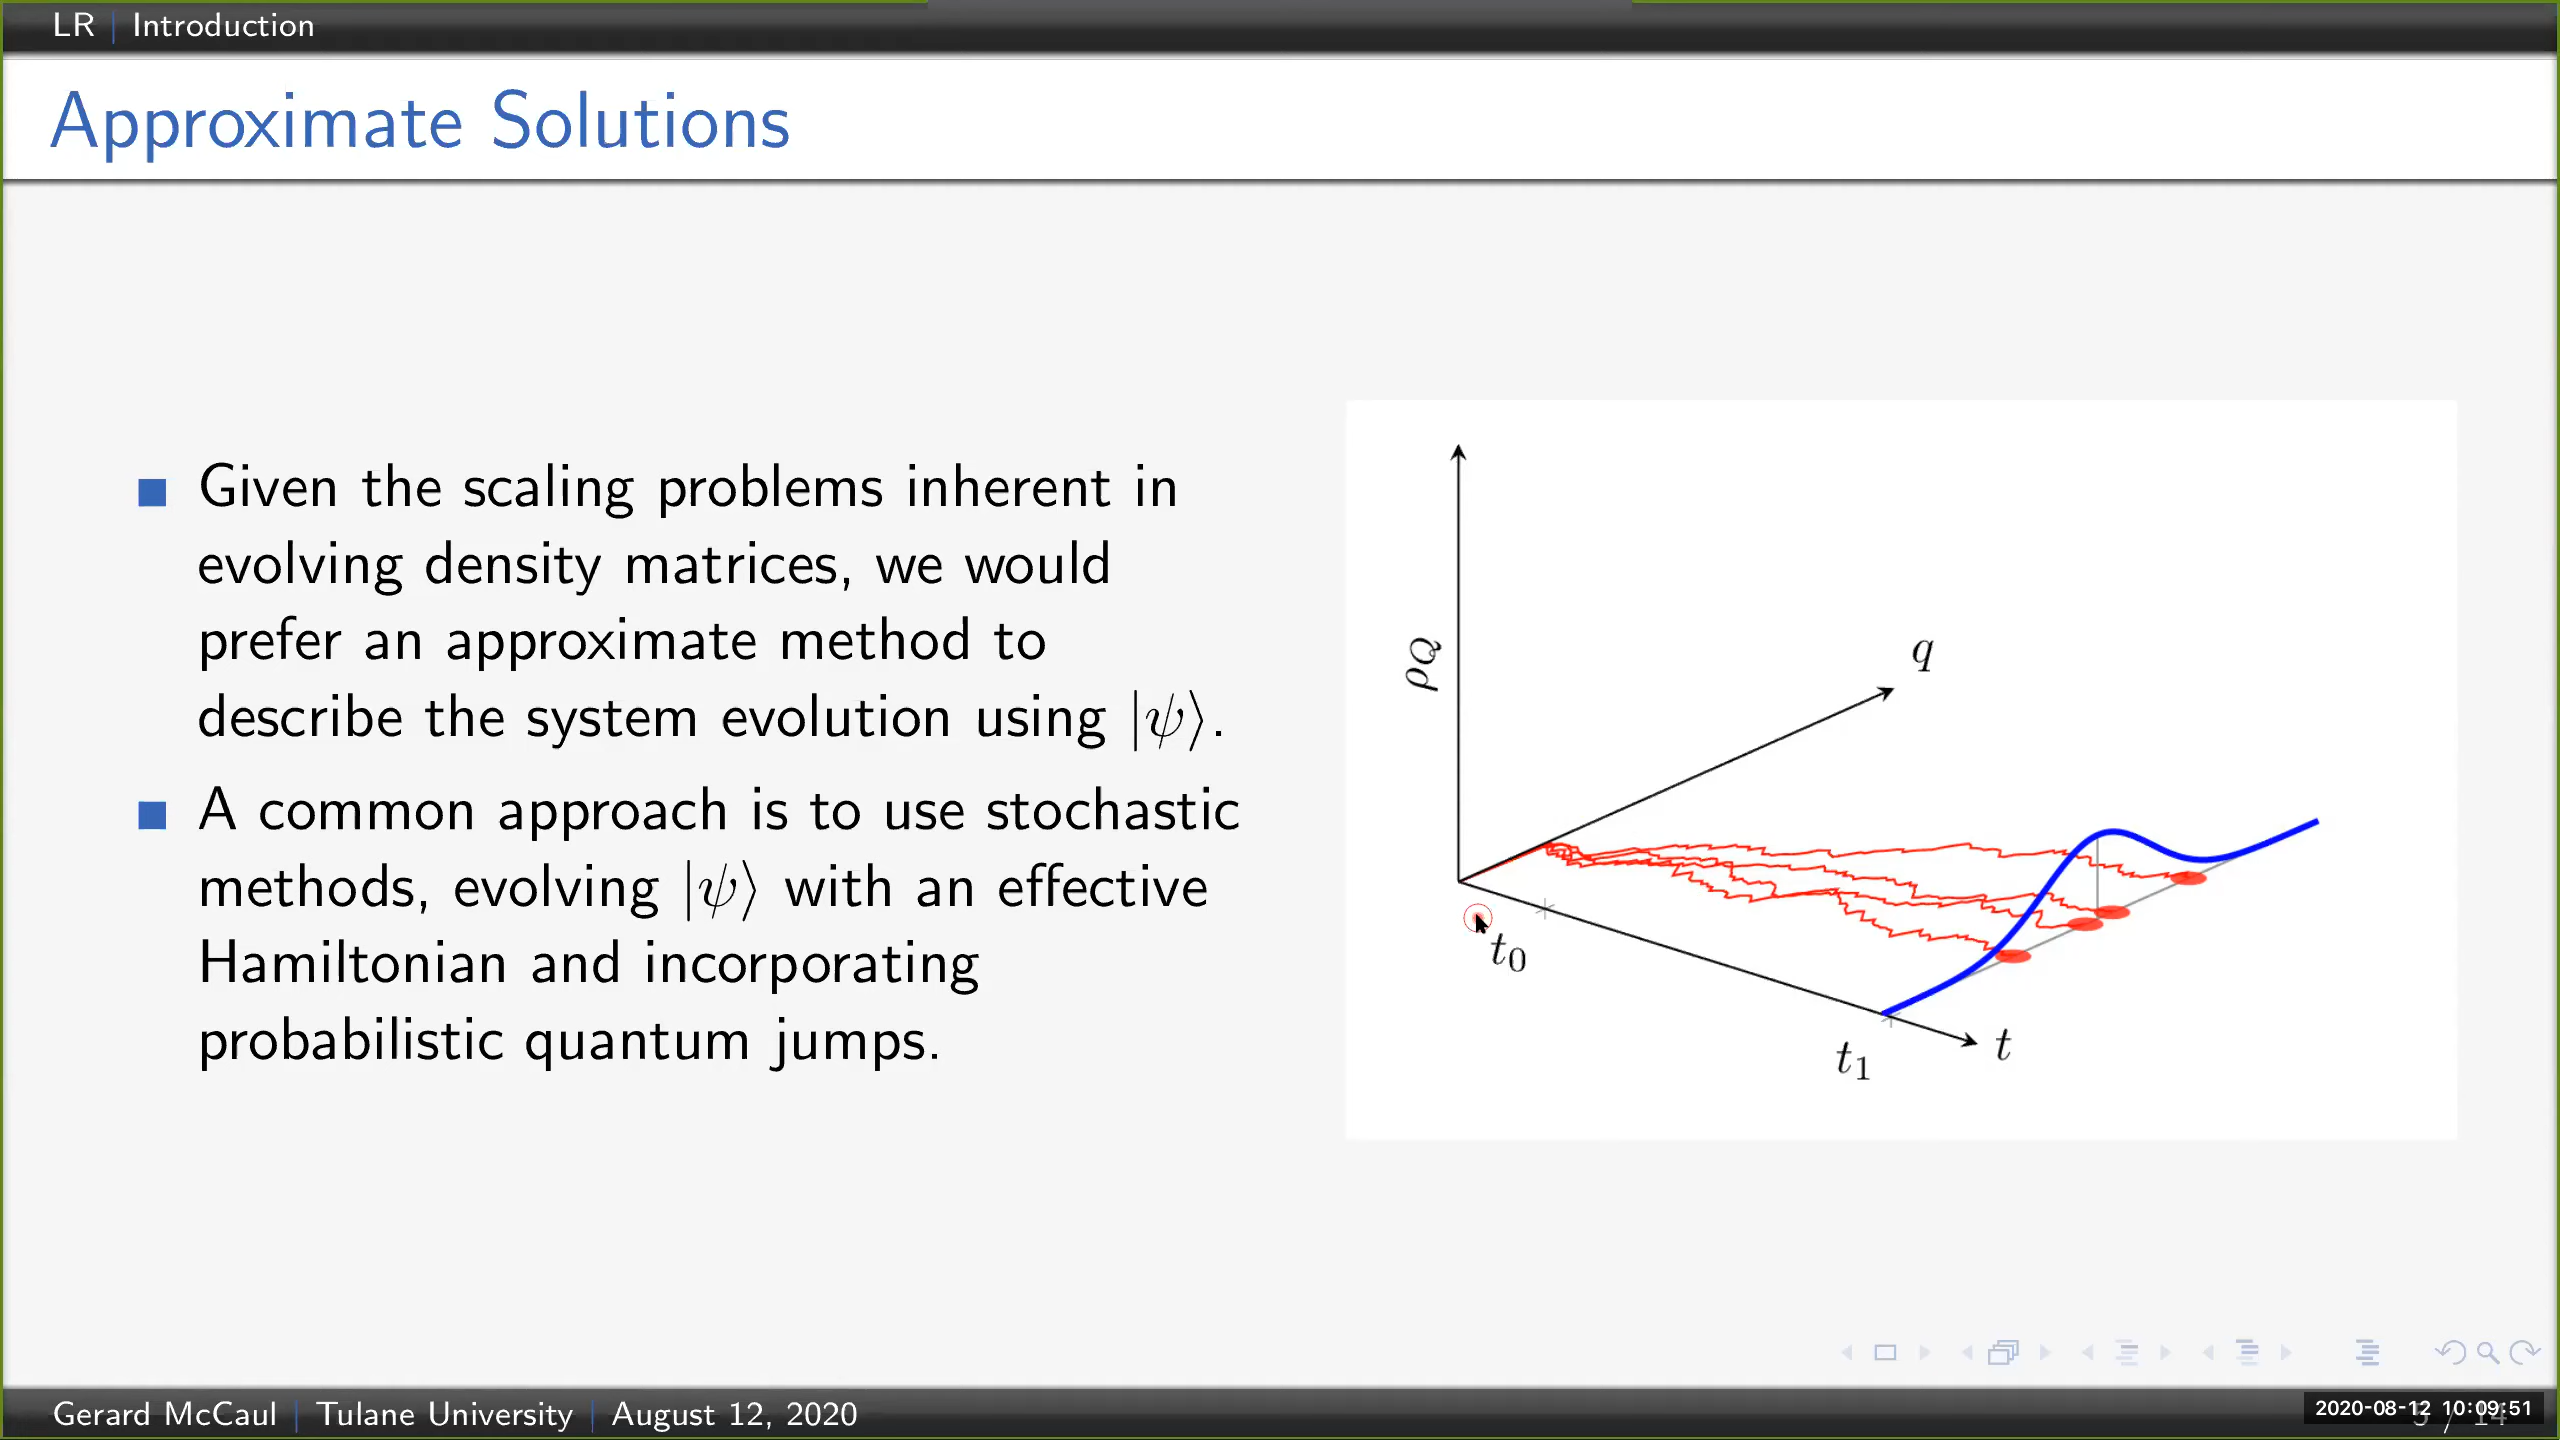 LR | Introduction
Approximate Solutions
Given the scaling problems inherent in
evolving density matrices, we would
prefer an approximate method to
describe the system evolution using |ψ⟩.
A common approach is to use stochastic
methods, evolving |ψ⟩ with an effective
Hamiltonian and incorporating
probabilistic quantum jumps.
ρQ
q
t0
t1
t
Gerard McCaul | Tulane University | August 12, 2020
2020-08-12 10:09:51
5 / 14